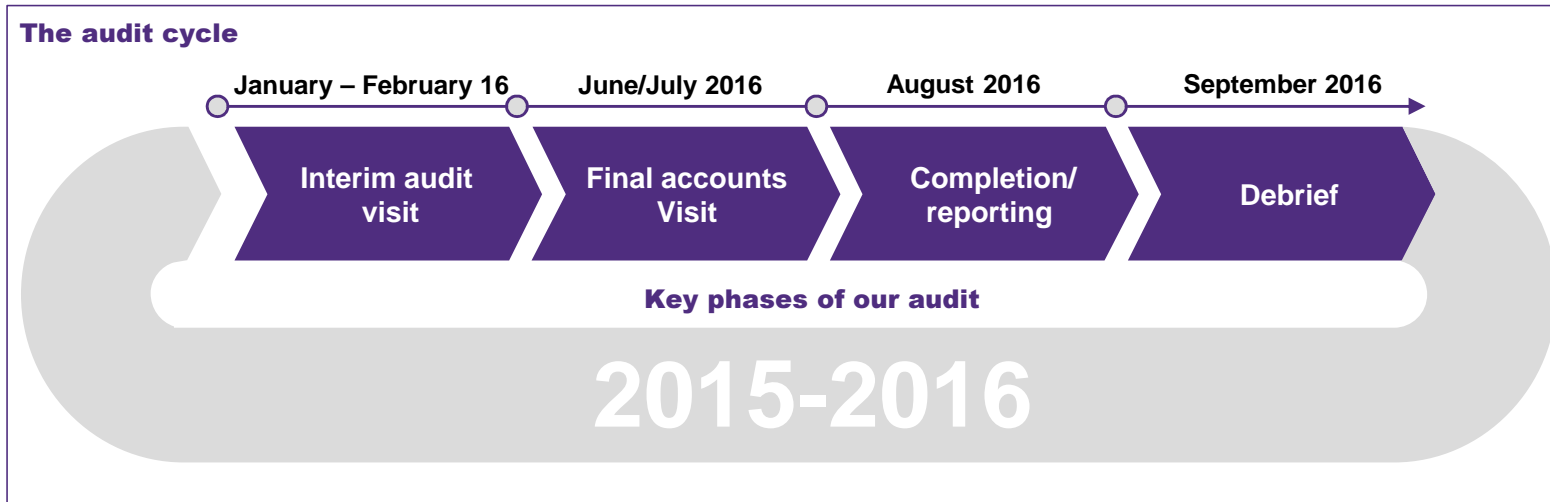 The audit cycle
January – February 16
June/July 2016
August 2016
September 2016
Interim audit
visit
Final accounts
Visit
Completion/
reporting
Debrief
Key phases of our audit
2015-2016